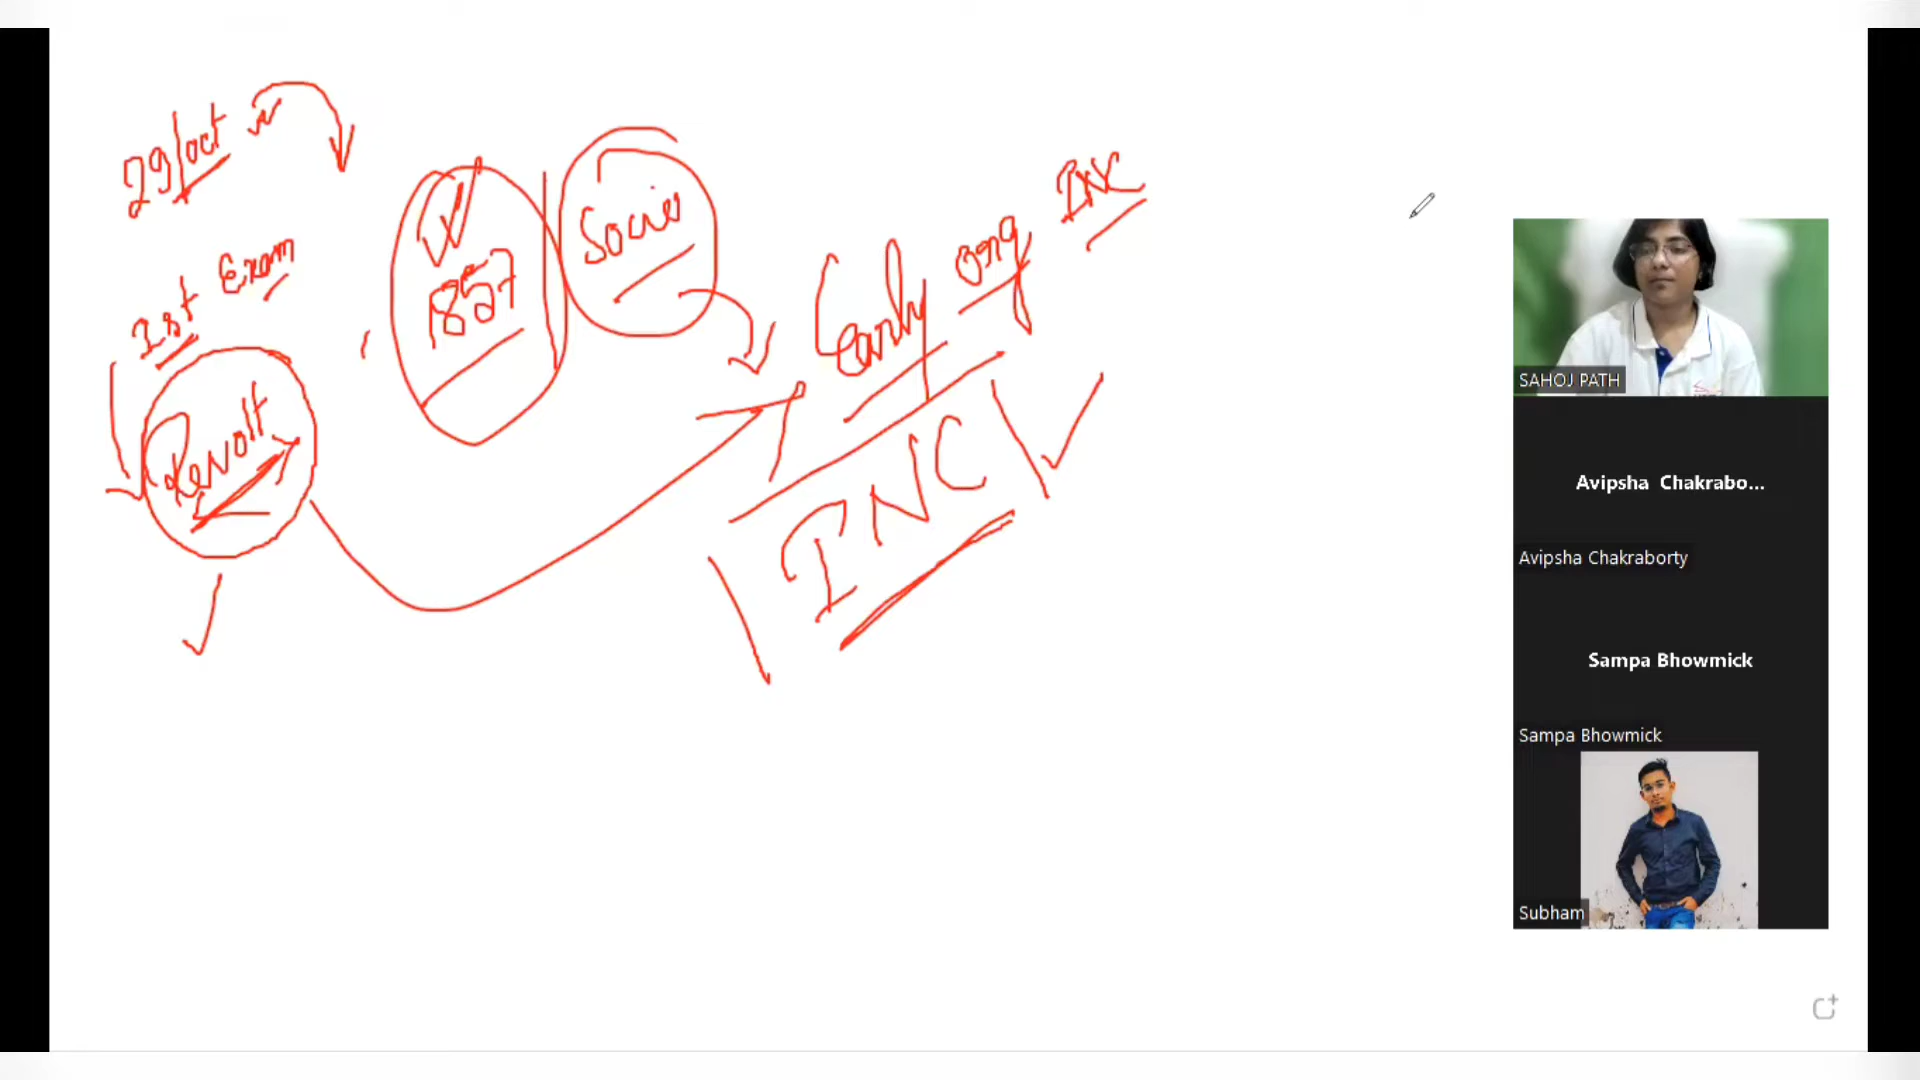 29/oct
1st Exam
Revolt
1857
Socio
Early org
INC
INC
SAHOJ PATH
Avipsha Chakrabo...
Avipsha Chakraborty
Sampa Bhowmick
Sampa Bhowmick
Subham